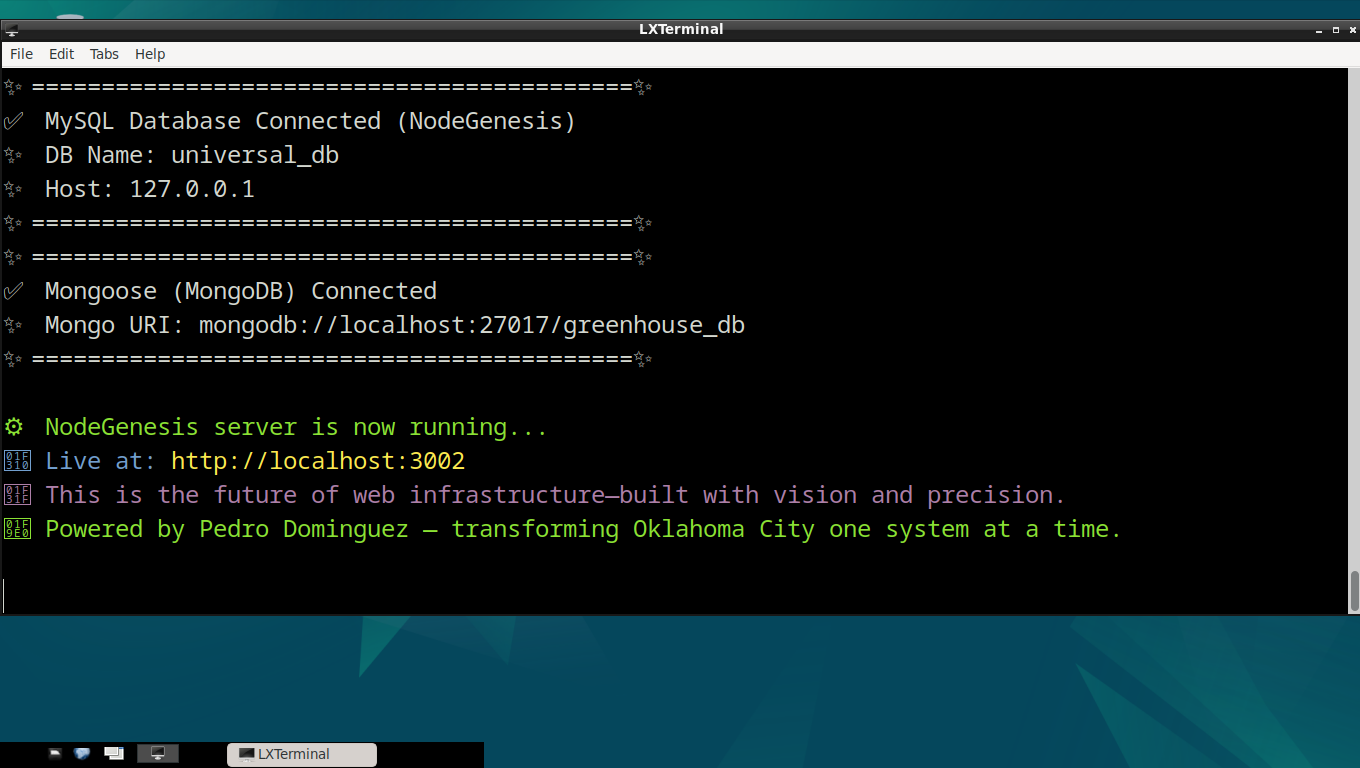 LXTerminal
File Edit Tabs Help
✨ ===========================================✨
✅ MySQL Database Connected (NodeGenesis)
✨ DB Name: universal_db
✨ Host: 127.0.0.1
✨ ===========================================✨
✨ ===========================================✨
✅ Mongoose (MongoDB) Connected
✨ Mongo URI: mongodb://localhost:27017/greenhouse_db
✨ ===========================================✨
⚙ NodeGenesis server is now running...
🌐 Live at: http://localhost:3002
🌟 This is the future of web infrastructure—built with vision and precision.
🧠 Powered by Pedro Dominguez — transforming Oklahoma City one system at a time.
LXTerminal